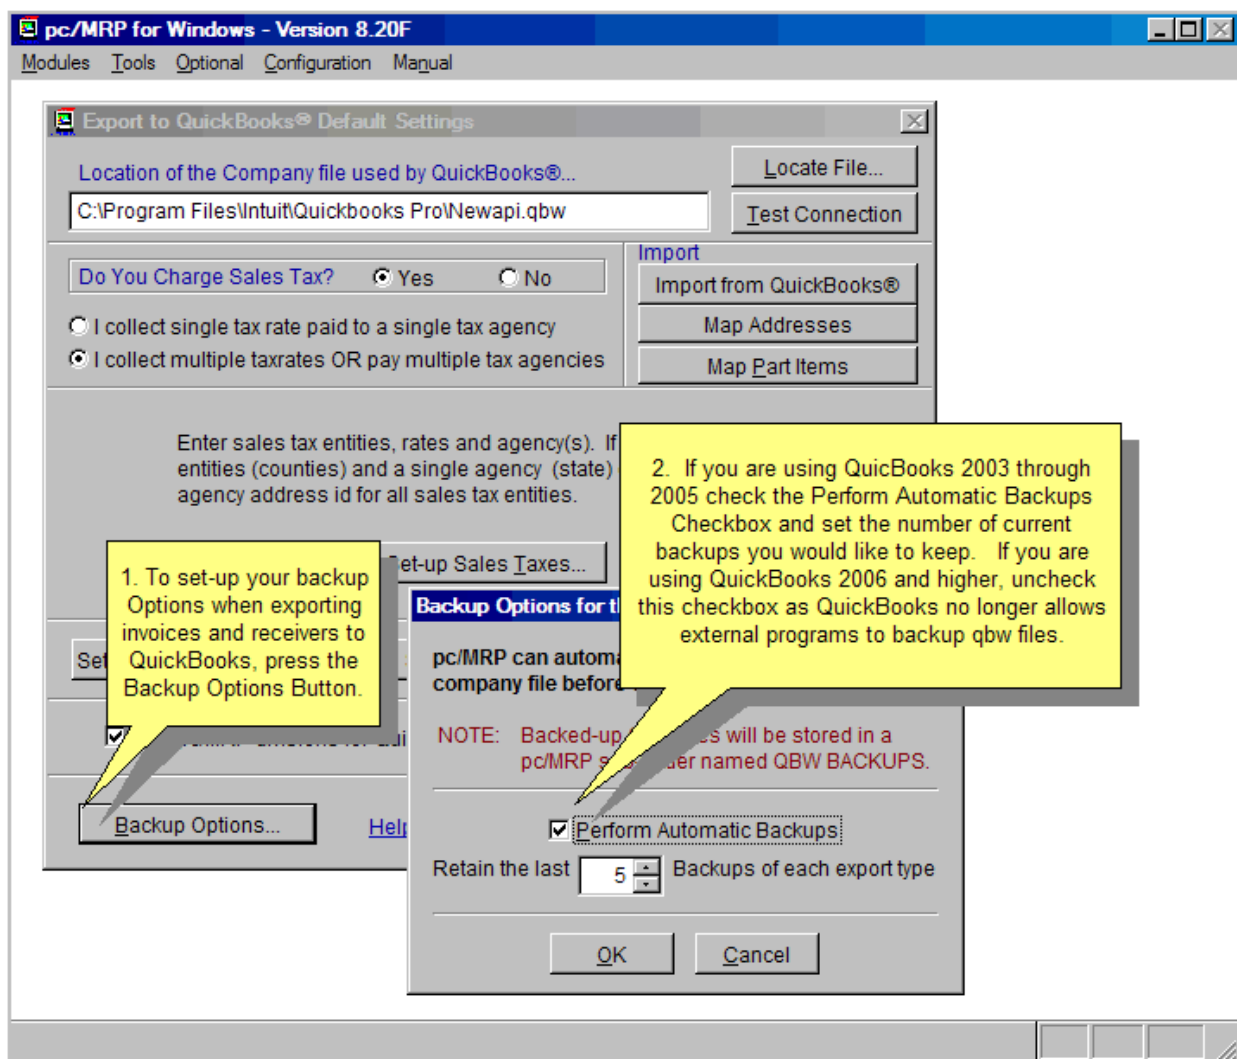 pc/MRP for Windows - Version 8.20F
Modules Tools Optional Configuration Manual
Export to QuickBooks® Default Settings
Location of the Company file used by QuickBooks®...
Locate File...
C:\Program Files\Intuit\Quickbooks Pro\Newapi.qbw
Test Connection
Do You Charge Sales Tax? Yes No
Import
Import from QuickBooks®
I collect single tax rate paid to a single tax agency
Map Addresses
I collect multiple taxrates OR pay multiple tax agencies
Map Part Items
Enter sales tax entities, rates and agency(s). If
entities (counties) and a single agency (state)
agency address id for all sales tax entities.
Set-up Sales Taxes...
1. To set-up your backup
Options when exporting
invoices and receivers to
QuickBooks, press the
Backup Options Button.
2. If you are using QuicBooks 2003 through
2005 check the Perform Automatic Backups
Checkbox and set the number of current
backups you would like to keep. If you are
using QuickBooks 2006 and higher, uncheck
this checkbox as QuickBooks no longer allows
external programs to backup qbw files.
Backup Options for
pc/MRP can
company file before
NOTE: Backed-up will be stored in a
pc/MRP named QBW BACKUPS.
Backup Options...
Help
Perform Automatic Backups
Retain the last 5 Backups of each export type
OK Cancel